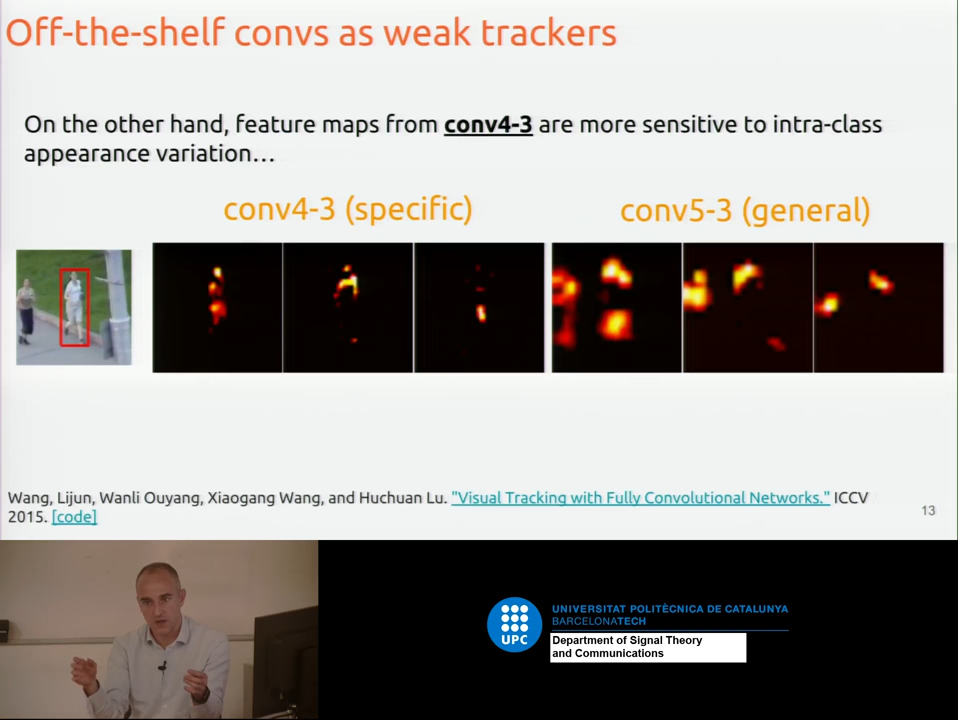 Off-the-shelf convs as weak trackers
On the other hand, feature maps from conv4-3 are more sensitive to intra-class
appearance variation...
conv4-3 (specific)
conv5-3 (general)
Wang, Lijun, Wanli Ouyang, Xiaogang Wang, and Huchuan Lu. "Visual Tracking with Fully Convolutional Networks." ICCV
2015. [code]
13
UPC
UNIVERSITAT POLITÈCNICA DE CATALUNYA
BARCELONATECH
Department of Signal Theory
and Communications